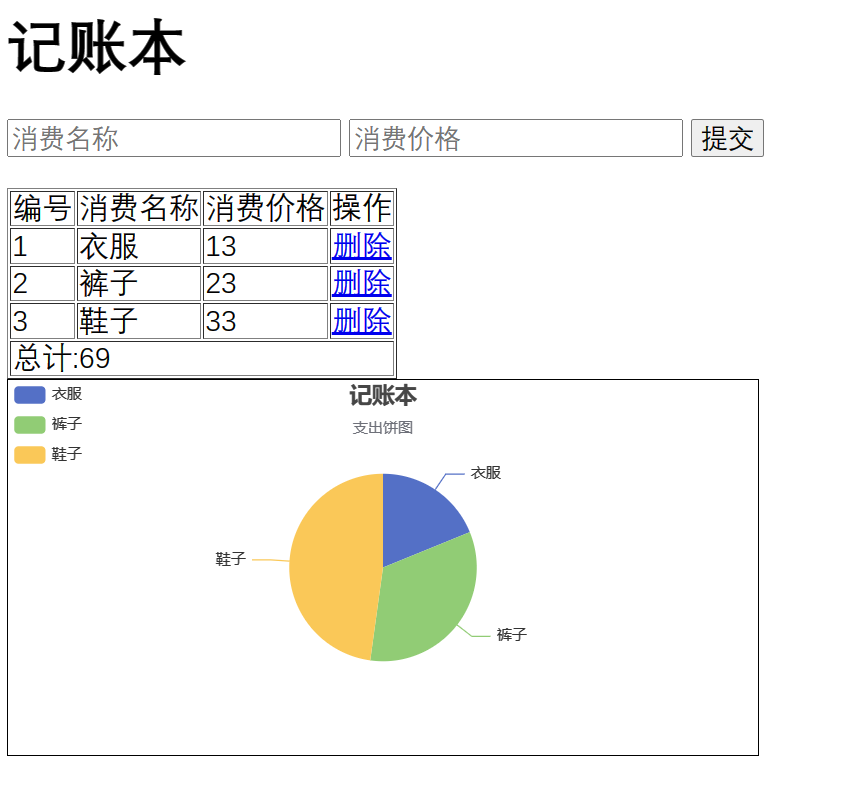 记账本
消费名称 消费价格 提交
编号 消费名称 消费价格 操作
1 衣服 13 删除
2 裤子 23 删除
3 鞋子 33 删除
总计:69
记账本
支出饼图
衣服
裤子
鞋子
衣服
鞋子
裤子